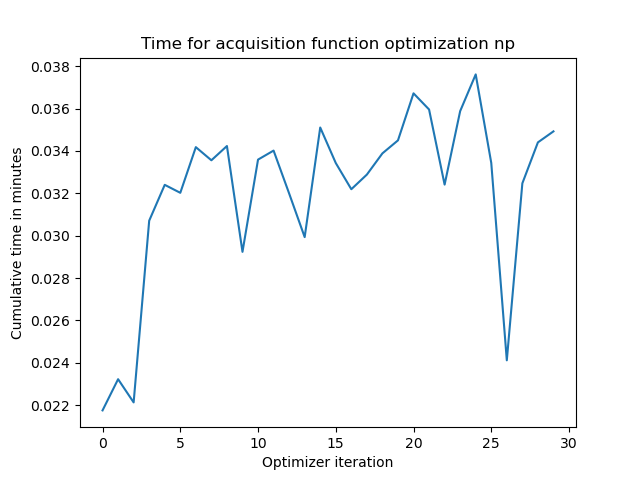 Time for acquisition function optimization np
0.038
0.036
0.034
0.032
0.030
0.028
0.026
0.024
0.022
Cumulative time in minutes
0 5 10 15 20 25 30
Optimizer iteration